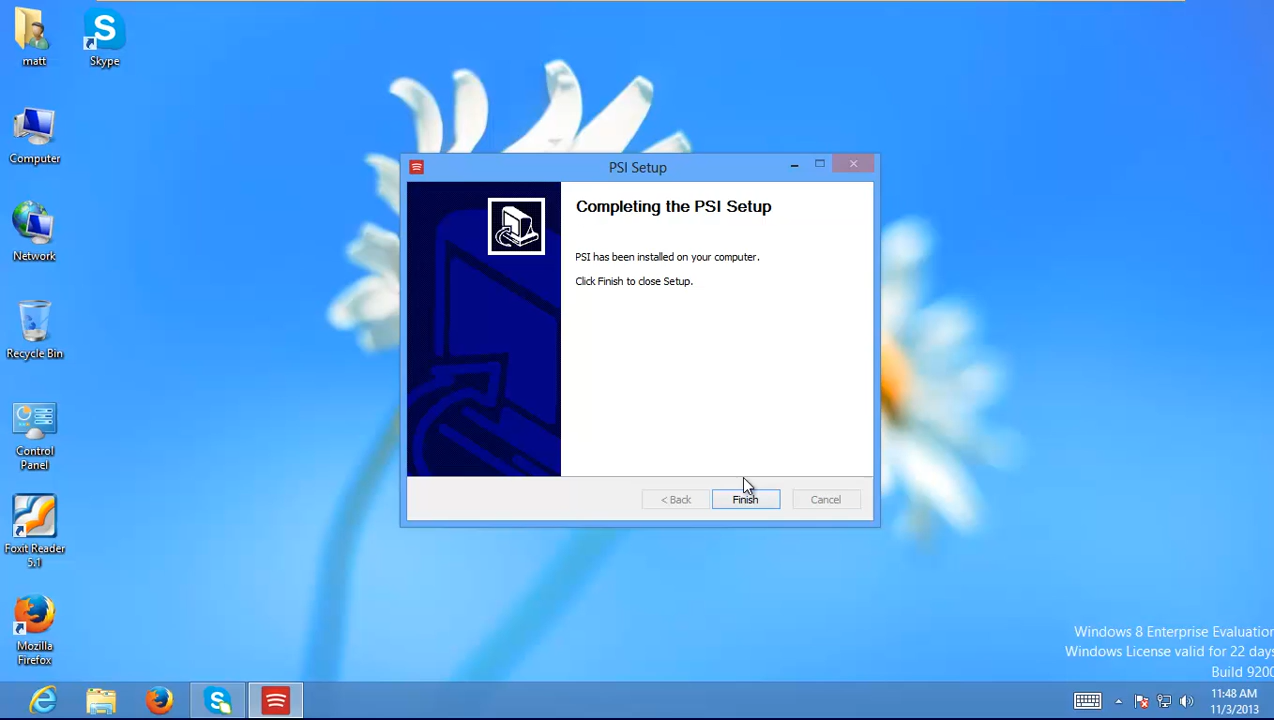 matt
Skype
Computer
Network
Recycle Bin
Control
Panel
Foxit Reader
5.1
Mozilla
Firefox
PSI Setup
Completing the PSI Setup
PSI has been installed on your computer.
Click Finish to close Setup.
< Back
Finish
Cancel
Windows 8 Enterprise Evaluation
Windows License valid for 22 days
Build 9200
11:48 AM
11/3/2013